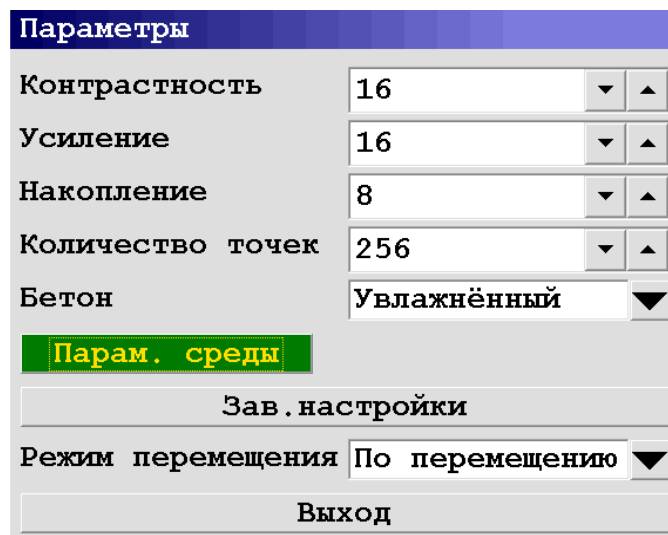 Параметры
Контрастность 16
Усиление 16
Накопление 8
Количество точек 256
Бетон Увлажнённый
Парам. среды
Зав.настройки
Режим перемещения По перемещению
Выход